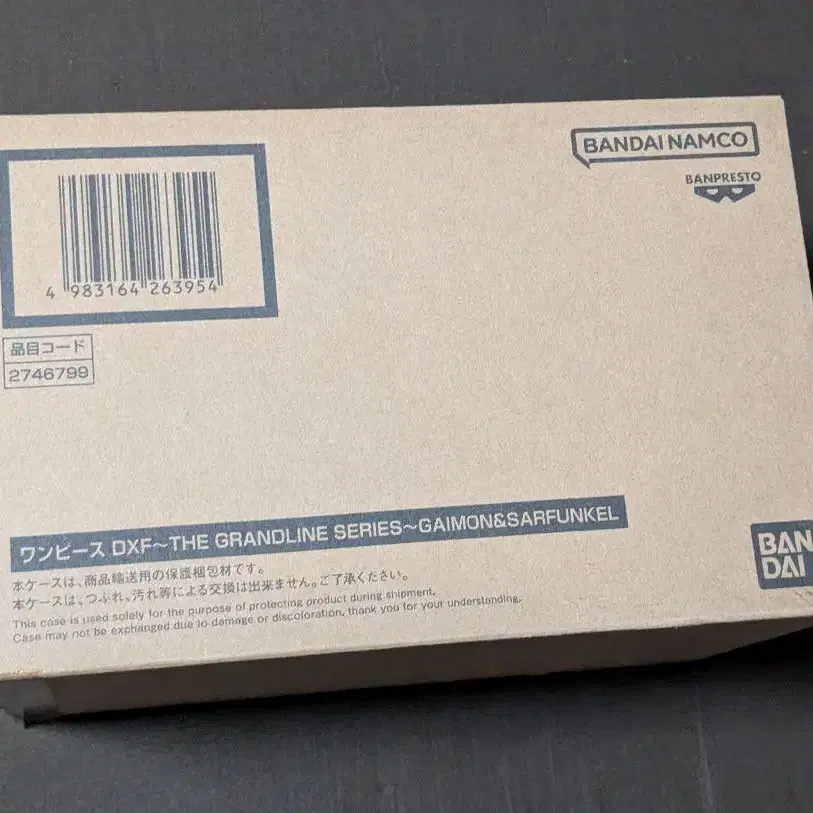 BANDAI NAMCO
BANPRESTO
4 983164 263954
品目コード
2746799
ワンピース DXF～THE GRANDLINE SERIES～GAIMON&SARFUNKEL
本ケースは、商品輸送用の保護梱包材です。
本ケースは、つぶれ、汚れ等による交換は出来ません。ご了承ください。
This case is used solely for the purpose of protecting product during shipment.
Case may not be exchanged due to damage or discoloration, thank you for your understanding.
BAN
DAI